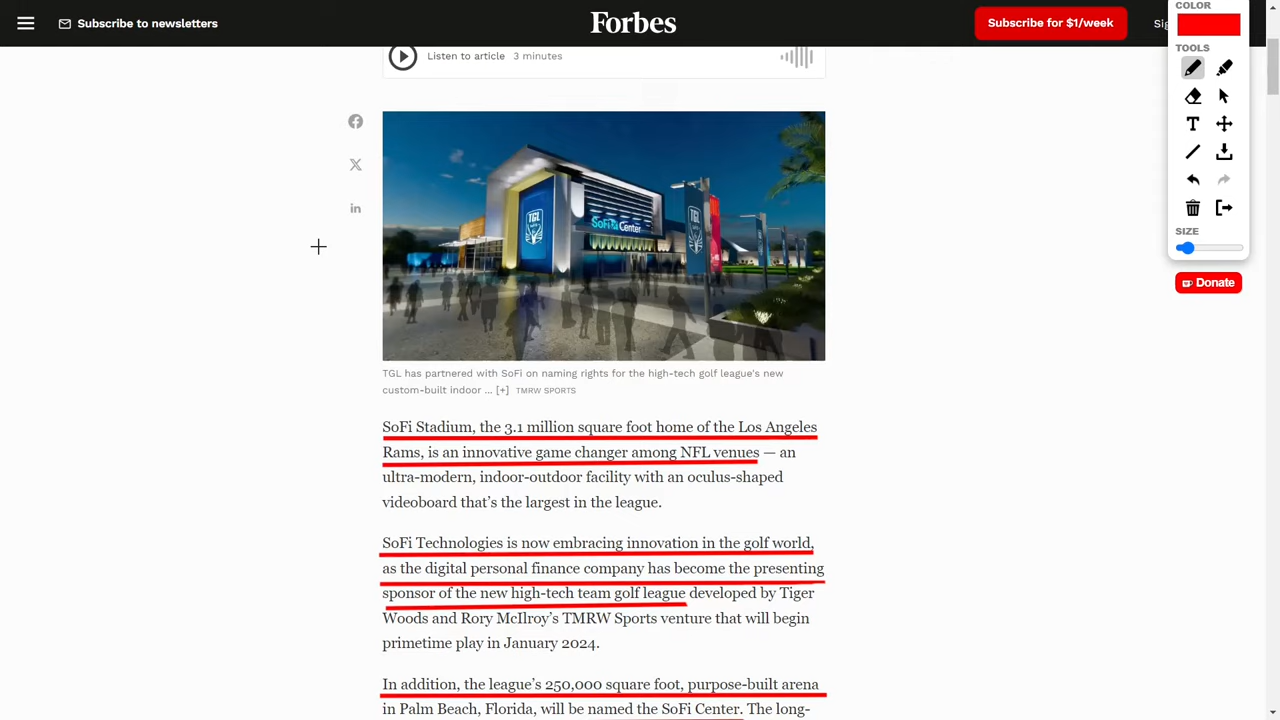 Subscribe to newsletters
Forbes
Subscribe for $1/week
Sig
COLOR
TOOLS
SIZE
Donate
Listen to article 3 minutes
TGL
SoFi Center
TGL
TGL has partnered with SoFi on naming rights for the high-tech golf league's new
custom-built indoor ... [+] TMRW SPORTS
SoFi Stadium, the 3.1 million square foot home of the Los Angeles
Rams, is an innovative game changer among NFL venues — an
ultra-modern, indoor-outdoor facility with an oculus-shaped
videoboard that's the largest in the league.
SoFi Technologies is now embracing innovation in the golf world,
as the digital personal finance company has become the presenting
sponsor of the new high-tech team golf league developed by Tiger
Woods and Rory McIlroy's TMRW Sports venture that will begin
primetime play in January 2024.
In addition, the league's 250,000 square foot, purpose-built arena
in Palm Beach, Florida, will be named the SoFi Center. The long-